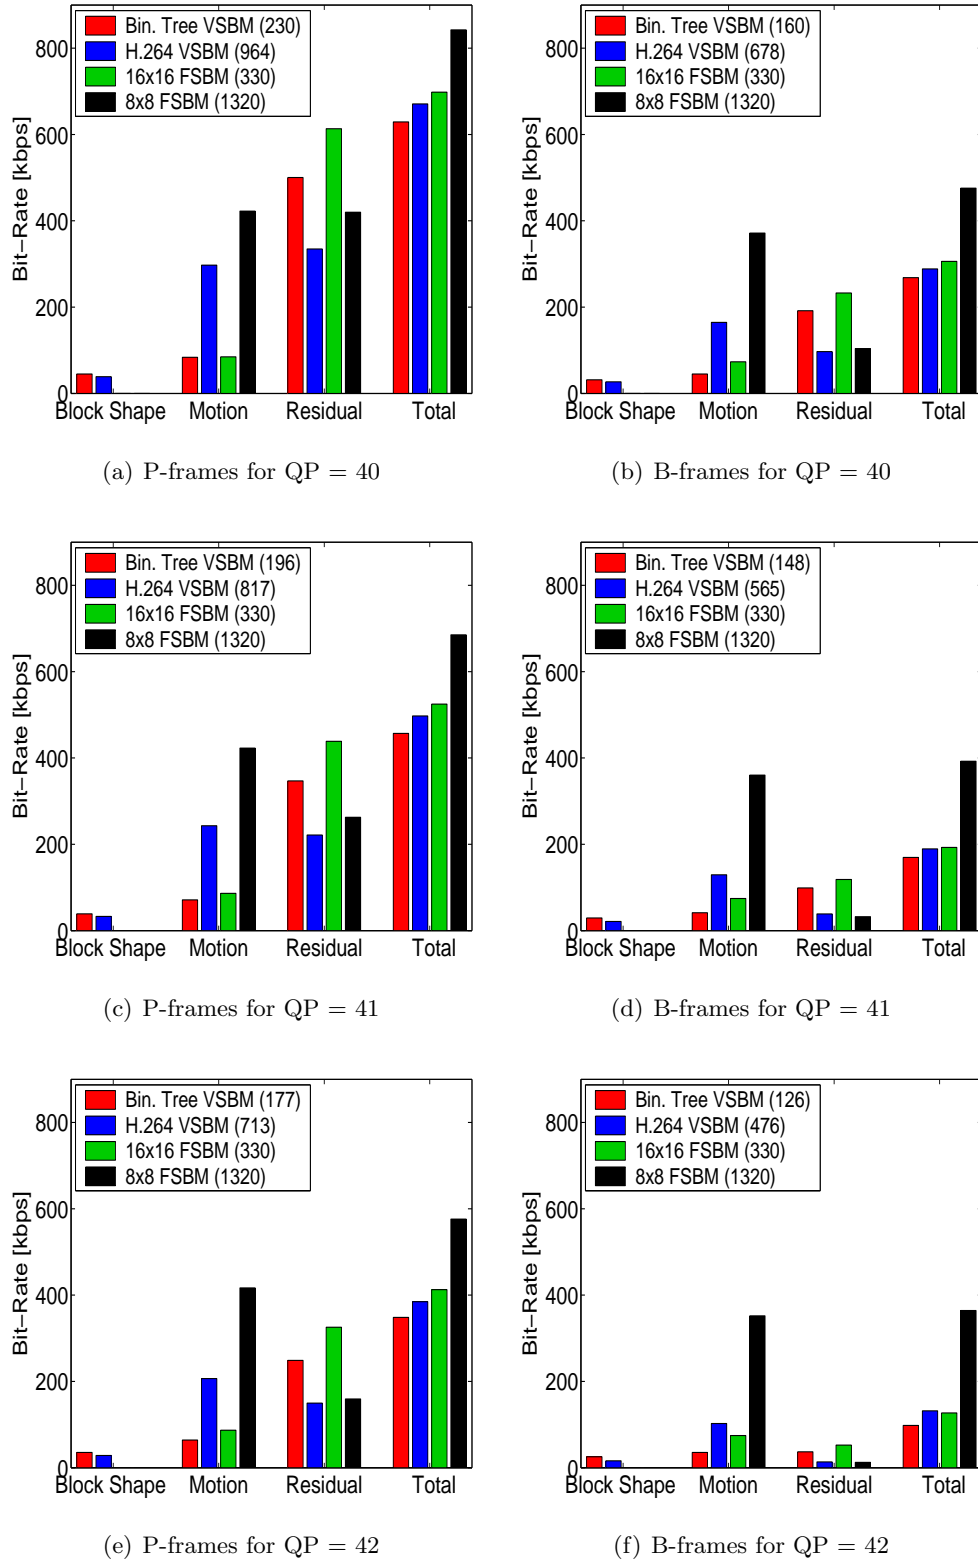 Bin. Tree VSBM (230)
H.264 VSBM (964)
16x16 FSBM (330)
8x8 FSBM (1320)
Bit-Rate [kbps]
800
600
400
200
0
Block Shape Motion Residual Total
(a) P-frames for QP = 40
Bin. Tree VSBM (160)
H.264 VSBM (678)
16x16 FSBM (330)
8x8 FSBM (1320)
Bit-Rate [kbps]
800
600
400
200
0
Block Shape Motion Residual Total
(b) B-frames for QP = 40
Bin. Tree VSBM (196)
H.264 VSBM (817)
16x16 FSBM (330)
8x8 FSBM (1320)
Bit-Rate [kbps]
800
600
400
200
0
Block Shape Motion Residual Total
(c) P-frames for QP = 41
Bin. Tree VSBM (148)
H.264 VSBM (565)
16x16 FSBM (330)
8x8 FSBM (1320)
Bit-Rate [kbps]
800
600
400
200
0
Block Shape Motion Residual Total
(d) B-frames for QP = 41
Bin. Tree VSBM (177)
H.264 VSBM (713)
16x16 FSBM (330)
8x8 FSBM (1320)
Bit-Rate [kbps]
800
600
400
200
0
Block Shape Motion Residual Total
(e) P-frames for QP = 42
Bin. Tree VSBM (126)
H.264 VSBM (476)
16x16 FSBM (330)
8x8 FSBM (1320)
Bit-Rate [kbps]
800
600
400
200
0
Block Shape Motion Residual Total
(f) B-frames for QP = 42